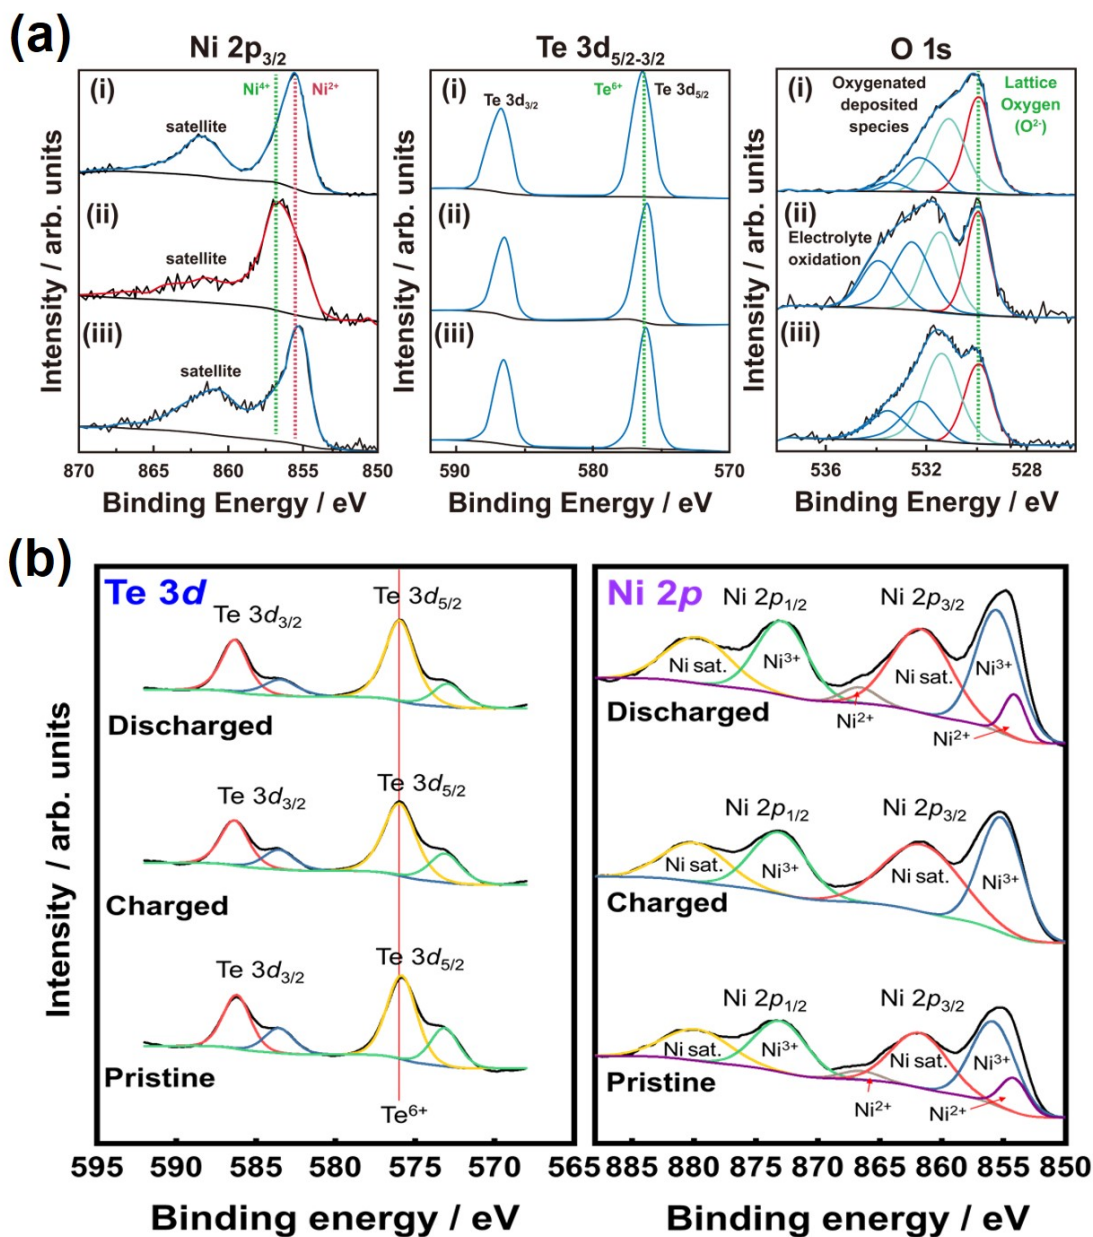 (a)
Ni 2p3/2
Te 3d5/2-3/2
O 1s
Intensity / arb. units
(i)
Ni4+
Ni2+
satellite
(ii)
satellite
(iii)
satellite
870 865 860 855 850
Binding Energy / eV
Intensity / arb. units
(i)
Te 3d3/2
Te6+
Te 3d5/2
(ii)
(iii)
590 580 570
Binding Energy / eV
Intensity / arb. units
(i)
Oxygenated
deposited
species
Lattice
Oxygen
(O2-)
(ii)
Electrolyte
oxidation
(iii)
536 531 528
Binding Energy / eV
(b)
Intensity / arb. units
Te 3d
Te 3d3/2
Te 3d5/2
Discharged
Te 3d3/2
Te 3d5/2
Charged
Te 3d3/2
Te 3d5/2
Pristine
Te6+
595 590 585 580 575 570 565
Binding energy / eV
Ni 2p
Ni 2p1/2
Ni 2p3/2
Ni sat.
Ni3+
Ni2+
Ni sat.
Ni3+
Ni2+
Discharged
Ni 2p1/2
Ni 2p3/2
Ni sat.
Ni3+
Ni sat.
Ni3+
Charged
Ni 2p1/2
Ni 2p3/2
Ni sat.
Ni3+
Ni2+
Ni sat.
Ni3+
Ni2+
Pristine
885 880 875 870 865 860 855 850
Binding energy / eV